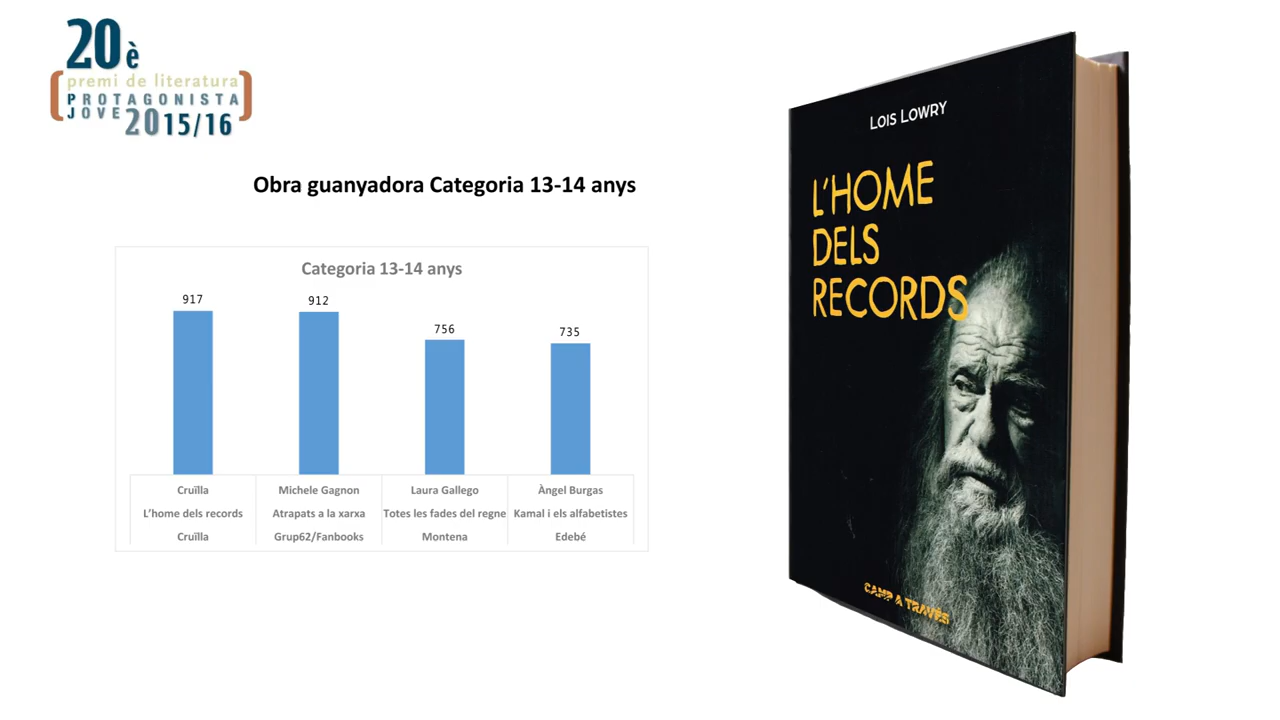 20è
premi de literatura
PROTAGONISTA
JOVE 2015/16
Obra guanyadora Categoria 13-14 anys
Categoria 13-14 anys
917 912 756 735
Cruïlla Michele Gagnon Laura Gallego Àngel Burgas
L'home dels records Atrapats a la xarxa Totes les fades del regne Kamal i els alfabetistes
Cruïlla Grup62/Fanbooks Montena Edebé
LOIS LOWRY
L'HOME
DELS
RECORDS
CAMP A TRAVÉS